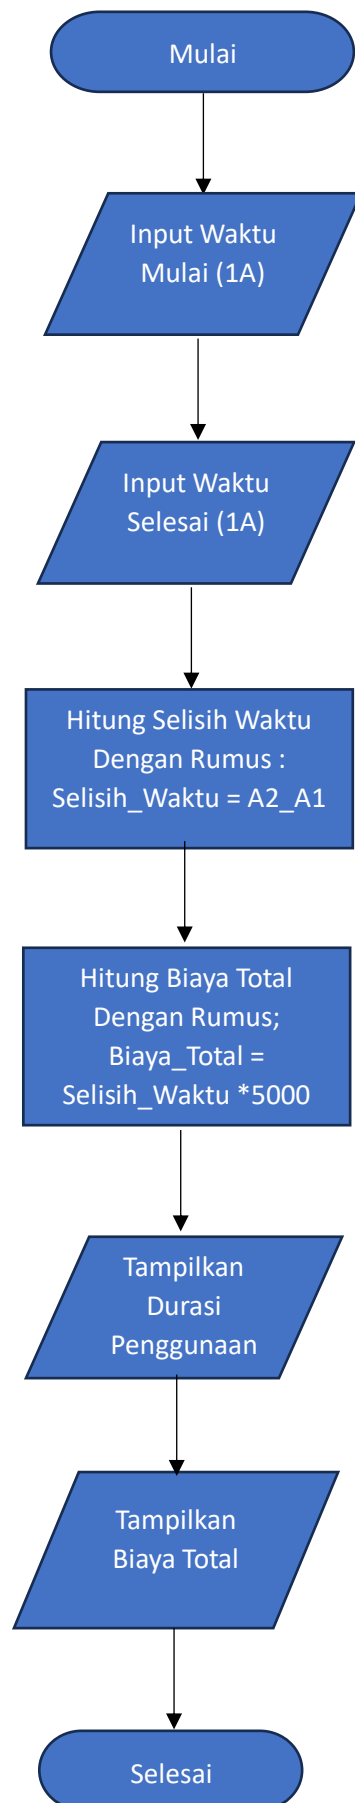 Mulai
Input Waktu
Mulai (1A)
Input Waktu
Selesai (1A)
Hitung Selisih Waktu
Dengan Rumus :
Selisih_Waktu = A2_A1
Hitung Biaya Total
Dengan Rumus;
Biaya_Total =
Selisih_Waktu *5000
Tampilkan
Durasi
Penggunaan
Tampilkan
Biaya Total
Selesai